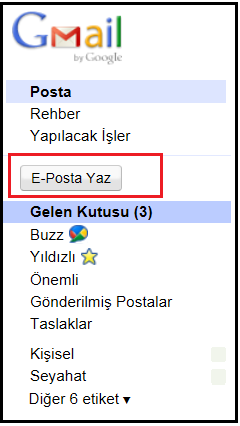 Gmail
by Google
Posta
Rehber
Yapılacak İşler
E-Posta Yaz
Gelen Kutusu (3)
Buzz
Yıldızlı
Önemli
Gönderilmiş Postalar
Taslaklar
Kişisel
Seyahat
Diğer 6 etiket ▾